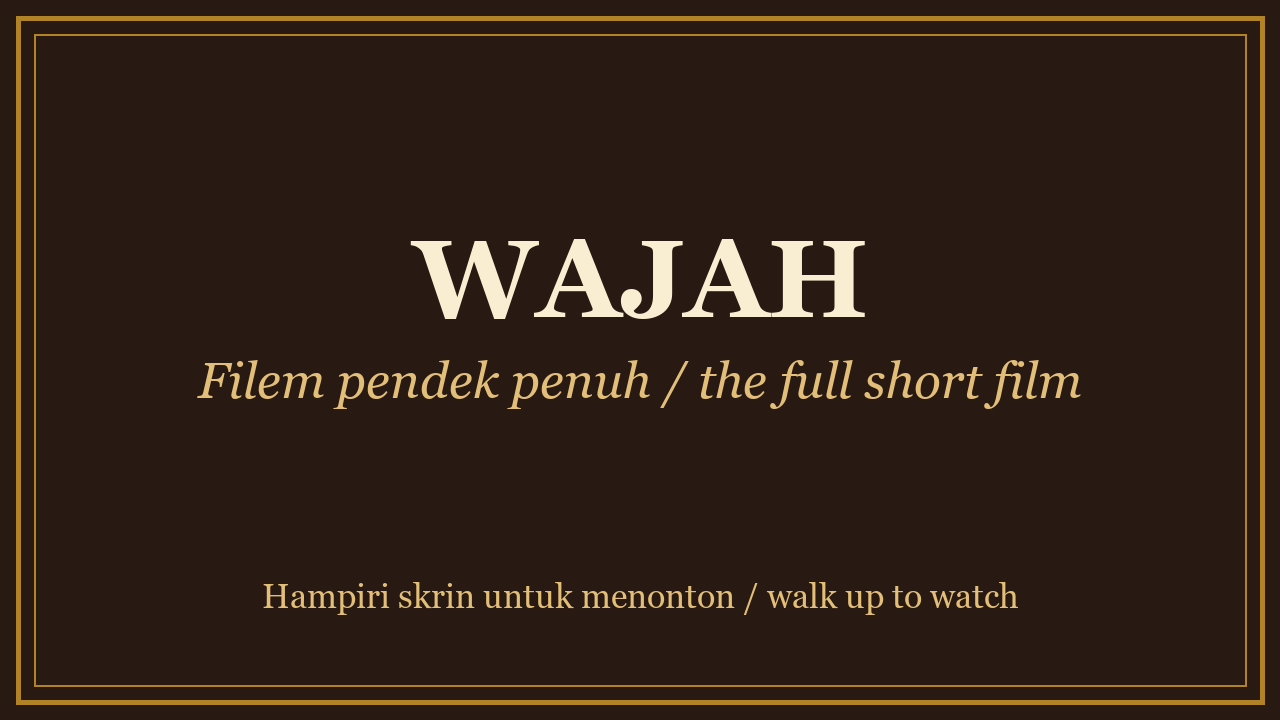 WAJAH
Filem pendek penuh / the full short film
Hampiri skrin untuk menonton / walk up to watch